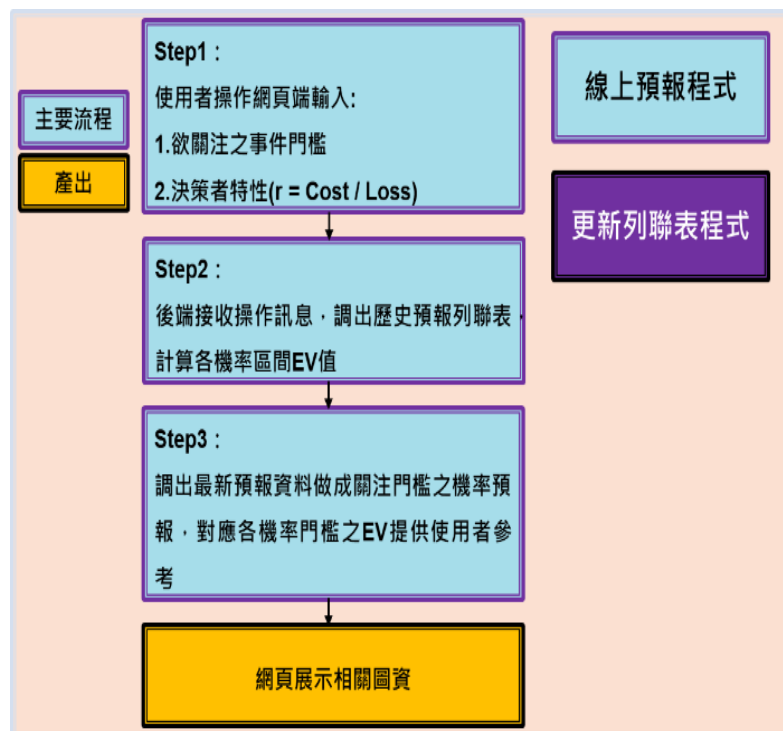 主要流程
產出
Step1：
使用者操作網頁端輸入:
1.欲關注之事件門檻
2.決策者特性(r = Cost / Loss)
Step2：
後端接收操作訊息，調出歷史預報列聯表，
計算各機率區間EV值
Step3：
調出最新預報資料做成關注門檻之機率預
報，對應各機率門檻之EV提供使用者參
考
網頁展示相關圖資
線上預報程式
更新列聯表程式